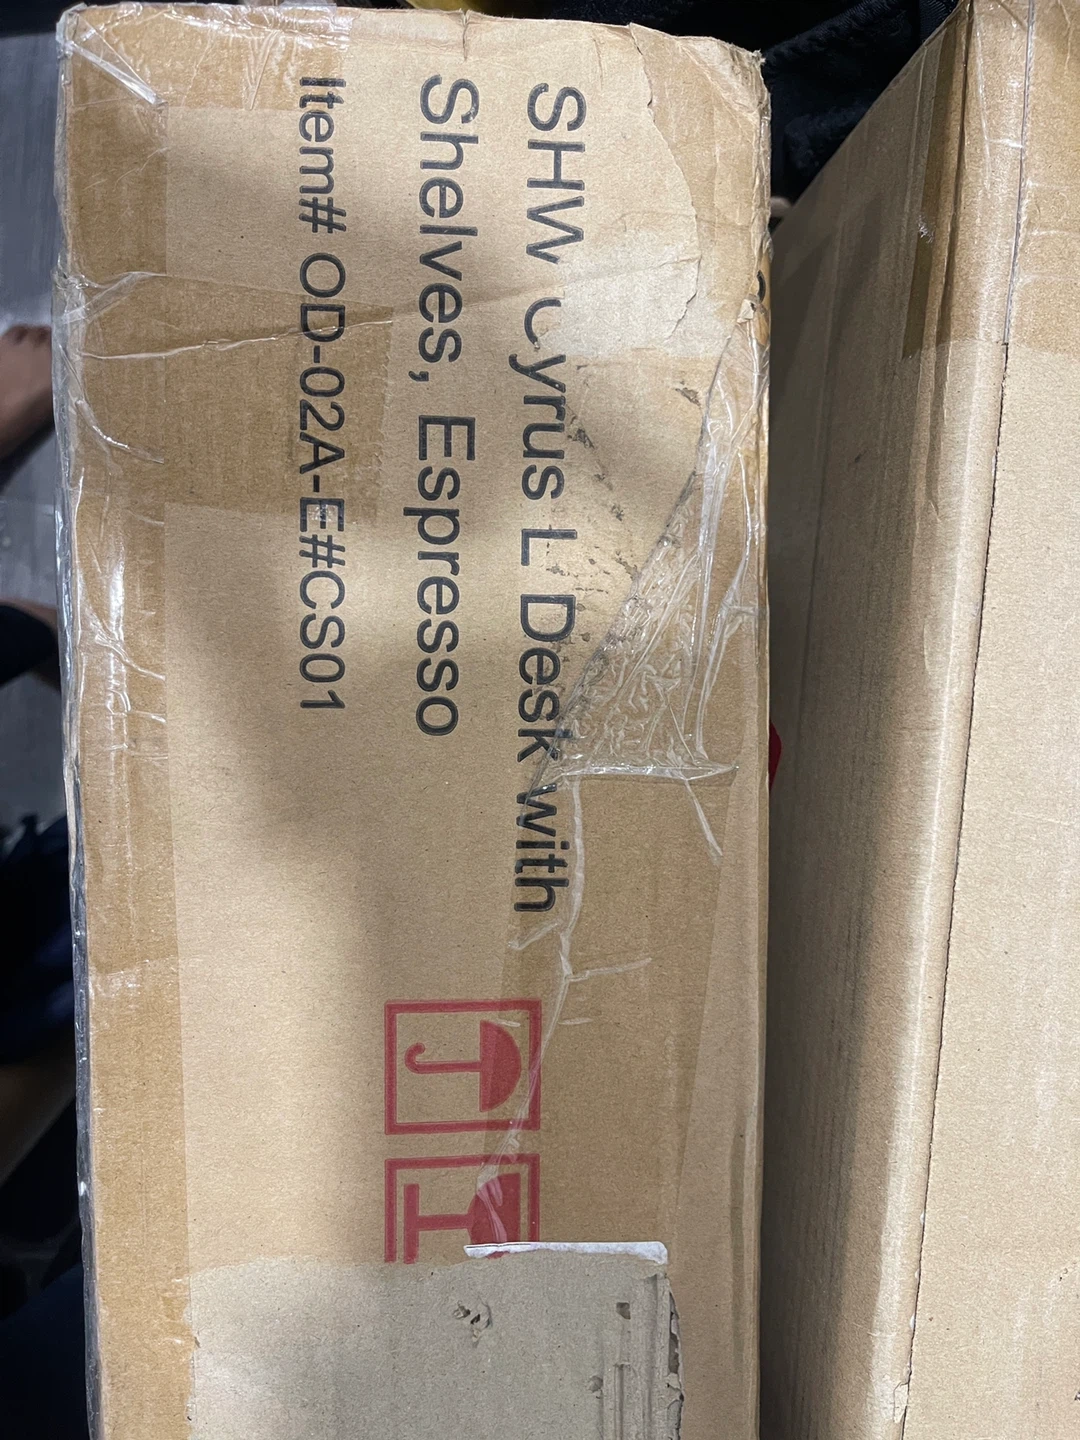 SHW Cyrus L Desk with
Shelves, Espresso
Item# OD-02A-E#CS01